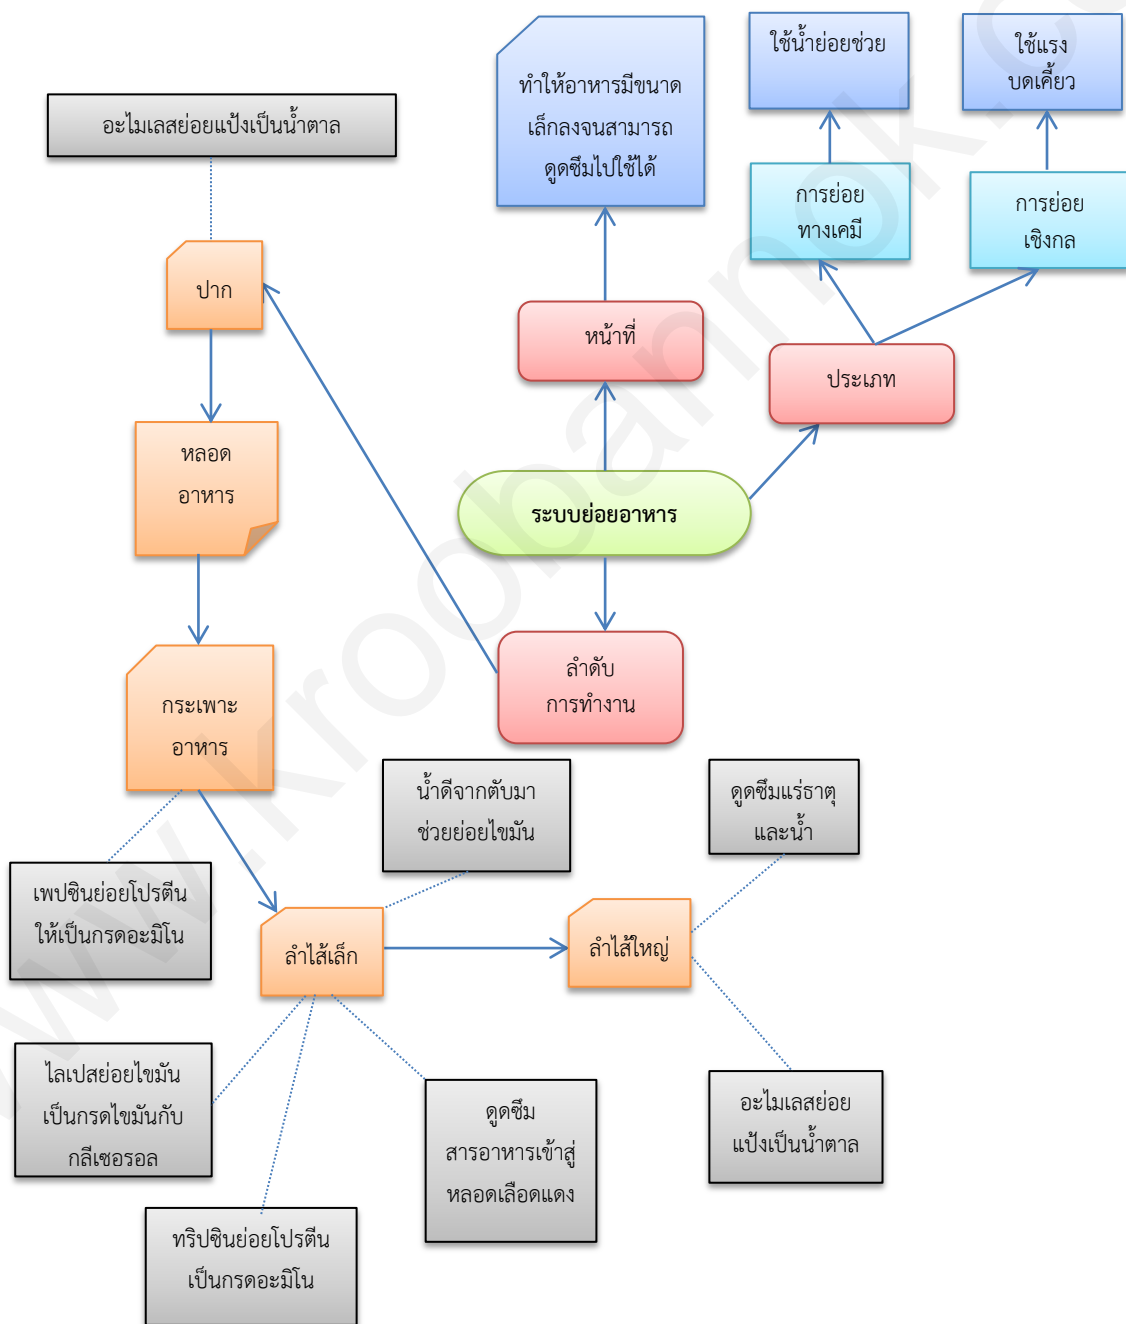 ทำให้อาหารมีขนาด
เล็กลงจนสามารถ
ดูดซึมไปใช้ได้
ใช้น้ำย่อยช่วย
ใช้แรง
บดเคี้ยว
อะไมเลสย่อยแป้งเป็นน้ำตาล
การย่อย
ทางเคมี
การย่อย
เชิงกล
ปาก
หน้าที่
ประเภท
หลอด
อาหาร
ระบบย่อยอาหาร
ลำดับ
การทำงาน
กระเพาะ
อาหาร
น้ำดีจากตับมา
ช่วยย่อยไขมัน
ดูดซึมแร่ธาตุ
และน้ำ
เพปซินย่อยโปรตีน
ให้เป็นกรดอะมิโน
ลำไส้เล็ก
ลำไส้ใหญ่
ไลเปสย่อยไขมัน
เป็นกรดไขมันกับ
กลีเซอรอล
ดูดซึม
สารอาหารเข้าสู่
หลอดเลือดแดง
อะไมเลสย่อย
แป้งเป็นน้ำตาล
ทริปซินย่อยโปรตีน
เป็นกรดอะมิโน
www.kroobannok.c